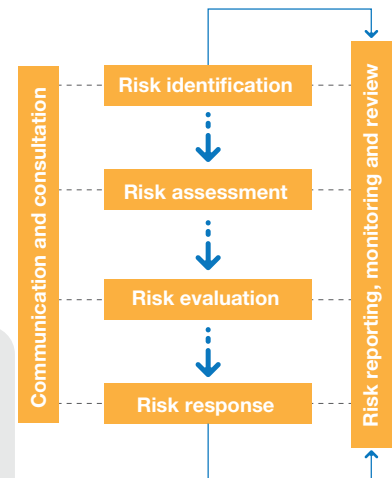 Communication and consultation
Risk identification
Risk assessment
Risk evaluation
Risk response
Risk reporting, monitoring and review